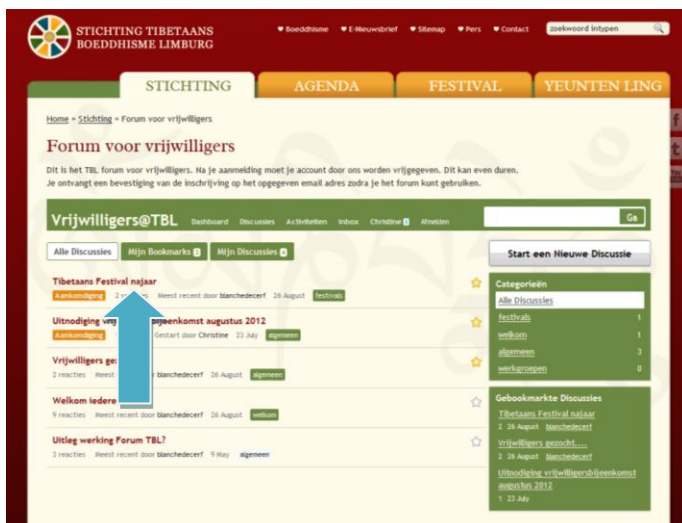 STICHTING TIBETAANS
BOEDDHISME LIMBURG
Boeddhisme E-Nieuwsbrief Sitemap Pers Contact
zoekwoord intypen
STICHTING AGENDA FESTIVAL YEUNTEN LING
Home » Stichting » Forum voor vrijwilligers
Forum voor vrijwilligers
Dit is het TBL forum voor vrijwilligers. Na je aanmelding moet je account door ons worden vrijgegeven. Dit kan even duren.
Je ontvangt een bevestiging van de inschrijving op het opgegeven email adres zodra je het forum kunt gebruiken.
Vrijwilligers@TBL Dashboard Discussies Activiteiten Inbox Christine Afmelden
Ga
Alle Discussies Mijn Bookmarks 3 Mijn Discussies
Tibetaans Festival najaar
Aankondiging 2 Meest recent door blanchedecerf 26 August festivals
Uitnodiging augustus 2012
Aankondiging Gestart door Christine 23 July algemeen
Vrijwilligers
2 reacties Meest recent door blanchedecerf 26 August algemeen
Welkom
9 reacties Meest recent door blanchedecerf 26 August welkom
Uitleg werking Forum TBL?
3 reacties Meest recent door blanchedecerf 9 May algemeen
Start een Nieuwe Discussie
Categorieën
Alle Discussies
festivals 1
welkom 1
algemeen 3
werkgroepen 0
Gebookmarkte Discussies
Tibetaans Festival najaar
2 26 August blanchedecerf
Vrijwilligers gezocht....
2 26 August blanchedecerf
Uitnodiging vrijwilligersbijeenkomst
augustus 2012
1 23 July
f
t